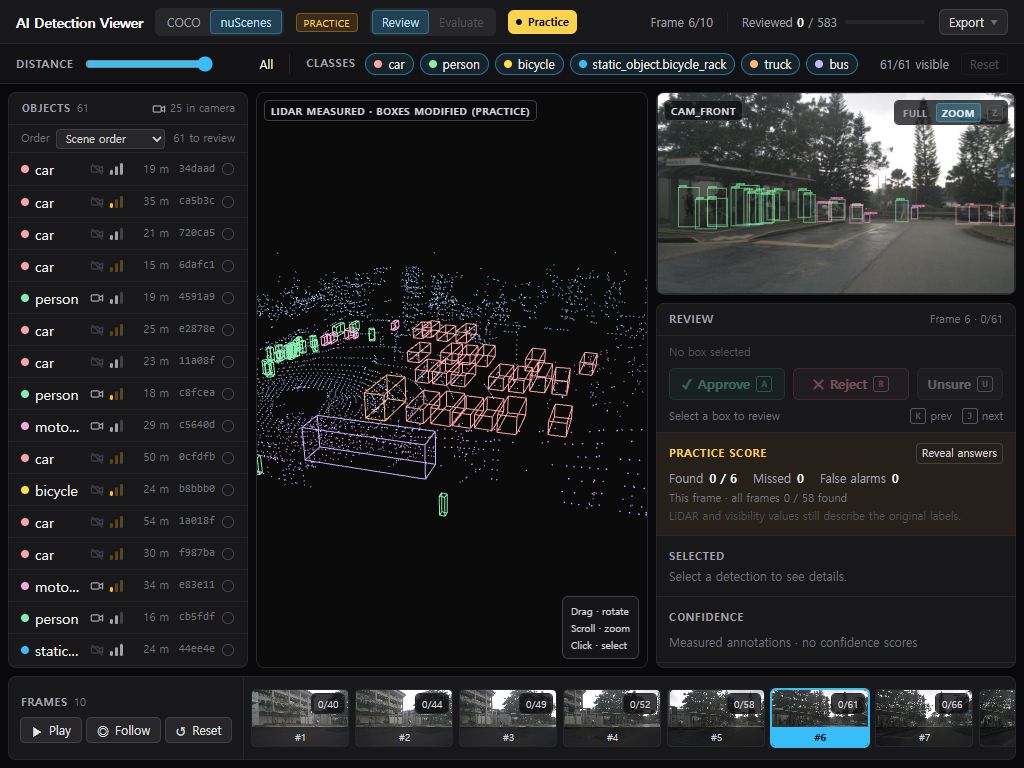 AI Detection Viewer COCO nuScenes PRACTICE Review Evaluate Practice Frame 6/10 Reviewed 0 / 583 Export
DISTANCE All CLASSES car person bicycle static_object.bicycle_rack truck bus 61/61 visible Reset
OBJECTS 61 25 in camera
Order Scene order 61 to review
car 19 m 34daad
car 35 m ca5b3c
car 21 m 720ca5
car 15 m 6dafc1
person 19 m 4591a9
car 25 m e2878e
car 23 m 11a08f
person 18 m c8fcea
moto... 29 m c5640d
car 50 m 0cfdfb
bicycle 24 m b8bbb0
car 54 m 1a018f
car 30 m f987ba
moto... 34 m e83e11
person 16 m cb5fdf
static... 24 m 44ee4e
LIDAR MEASURED · BOXES MODIFIED (PRACTICE)
Drag · rotate
Scroll · zoom
Click · select
CAM_FRONT FULL ZOOM Z
REVIEW Frame 6 · 0/61
No box selected
Approve A Reject R Unsure U
Select a box to review K prev J next
PRACTICE SCORE Reveal answers
Found 0 / 6 Missed 0 False alarms 0
This frame · all frames 0 / 58 found
LiDAR and visibility values still describe the original labels.
SELECTED
Select a detection to see details.
CONFIDENCE
Measured annotations · no confidence scores
FRAMES 10
Play Follow Reset
0/40 0/44 0/49 0/52 0/58 0/61 0/66
#1 #2 #3 #4 #5 #6 #7